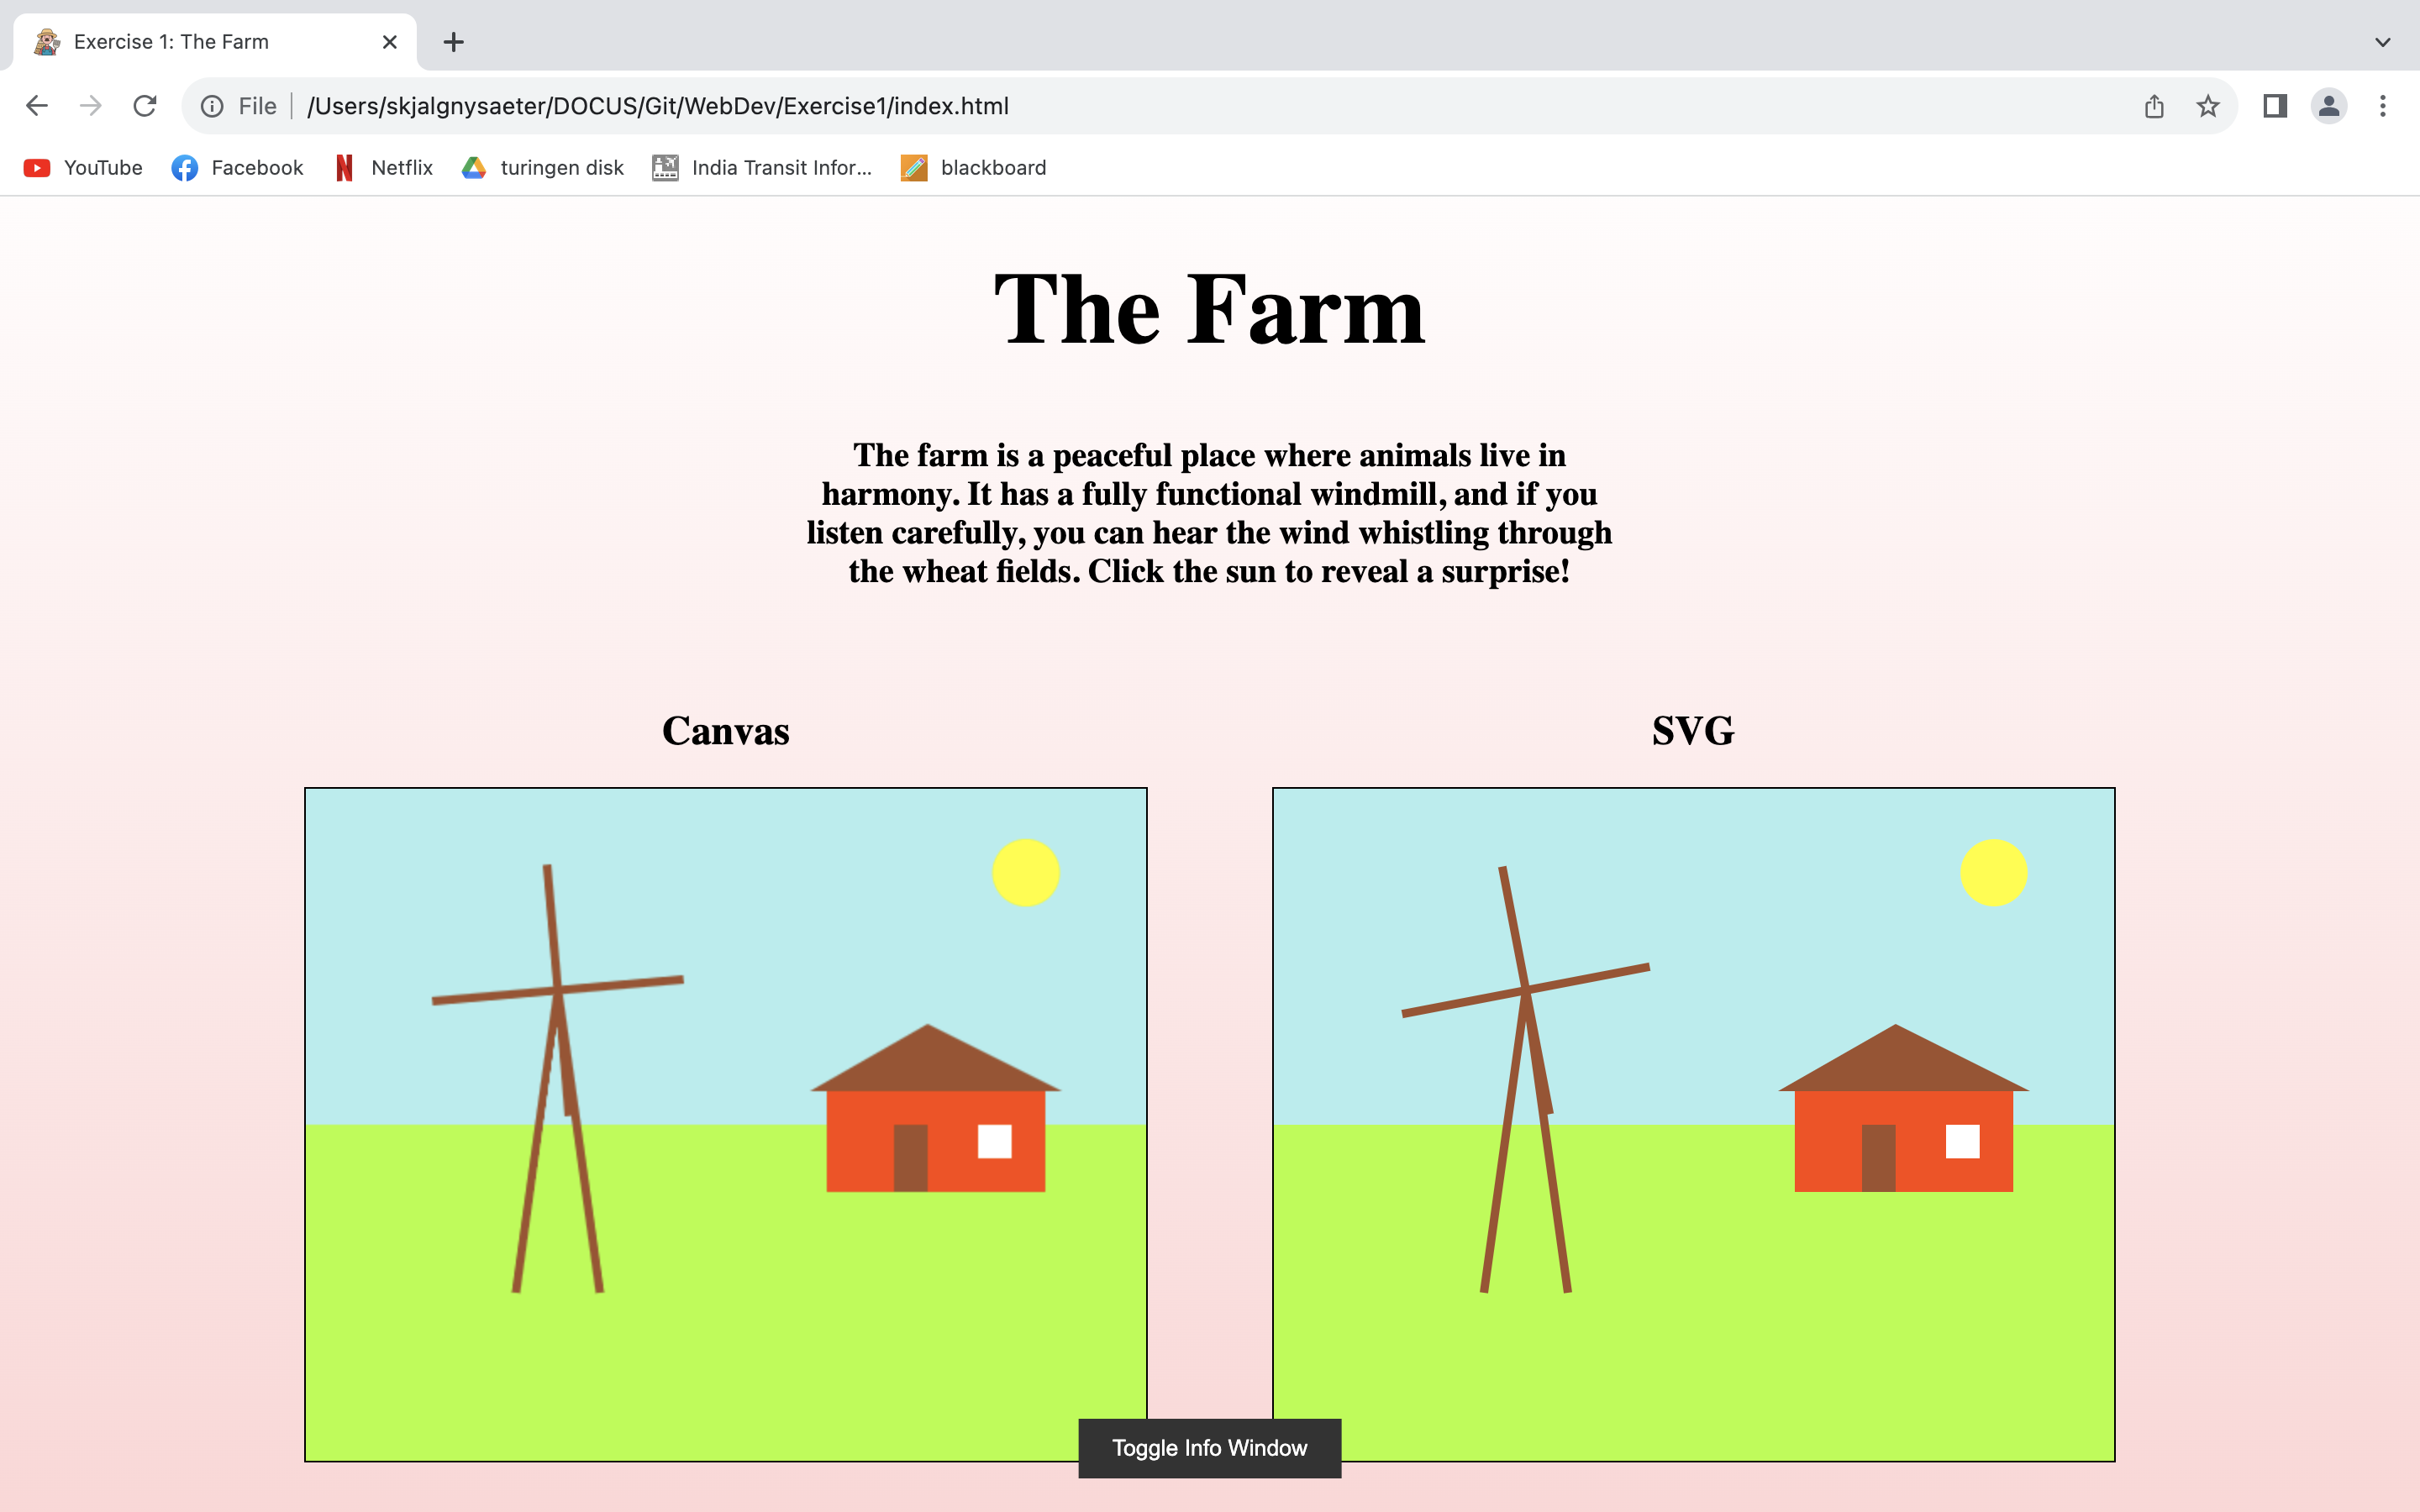 Exercise 1: The Farm
File /Users/skjalgnysaeter/DOCUS/Git/WebDev/Exercise1/index.html
YouTube Facebook Netflix turingen disk India Transit Infor... blackboard
The Farm
The farm is a peaceful place where animals live in
harmony. It has a fully functional windmill, and if you
listen carefully, you can hear the wind whistling through
the wheat fields. Click the sun to reveal a surprise!
Canvas
SVG
Toggle Info Window